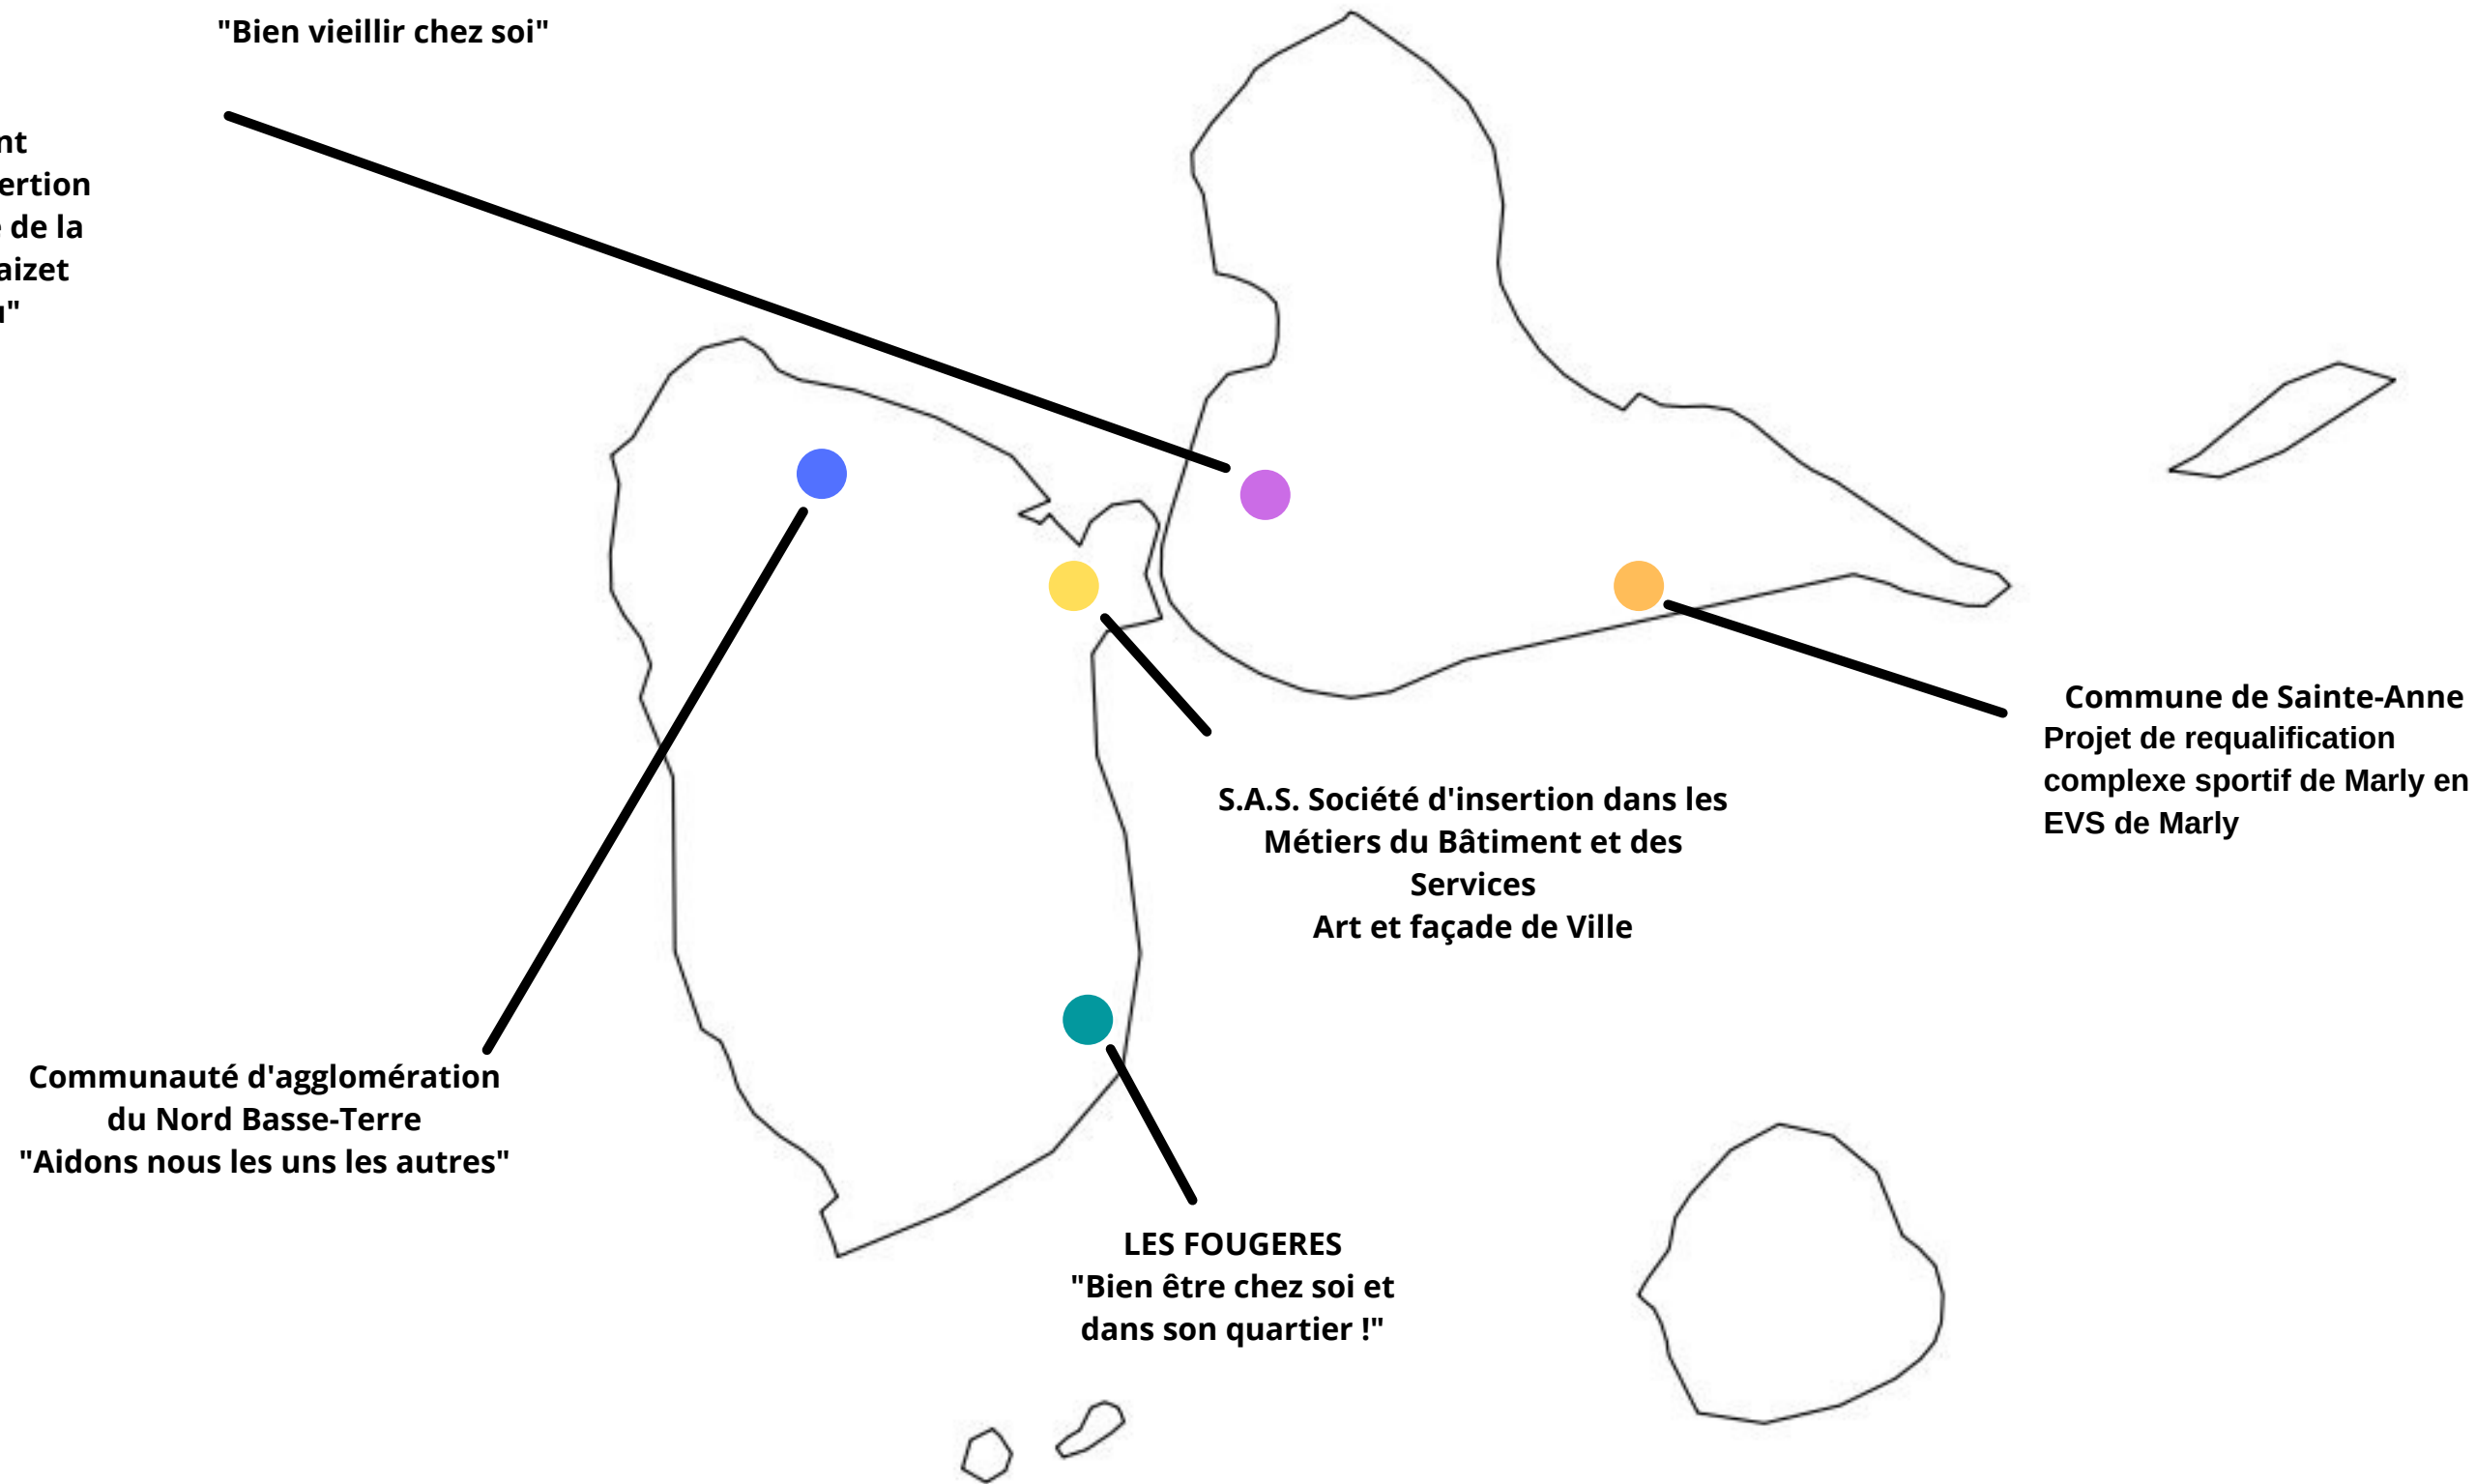 "Bien vieillir chez soi"
nt
ertion
de la
aizet
"
Commune de Sainte-Anne
Projet de requalification
complexe sportif de Marly en
EVS de Marly
S.A.S. Société d'insertion dans les
Métiers du Bâtiment et des
Services
Art et façade de Ville
Communauté d'agglomération
du Nord Basse-Terre
"Aidons nous les uns les autres"
LES FOUGERES
"Bien être chez soi et
dans son quartier !"